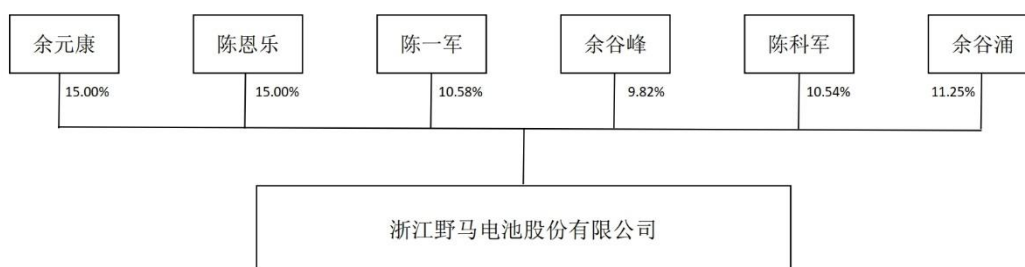 余元康
陈恩乐
陈一军
余谷峰
陈科军
余谷涌
15.00%
15.00%
10.58%
9.82%
10.54%
11.25%
浙江野马电池股份有限公司